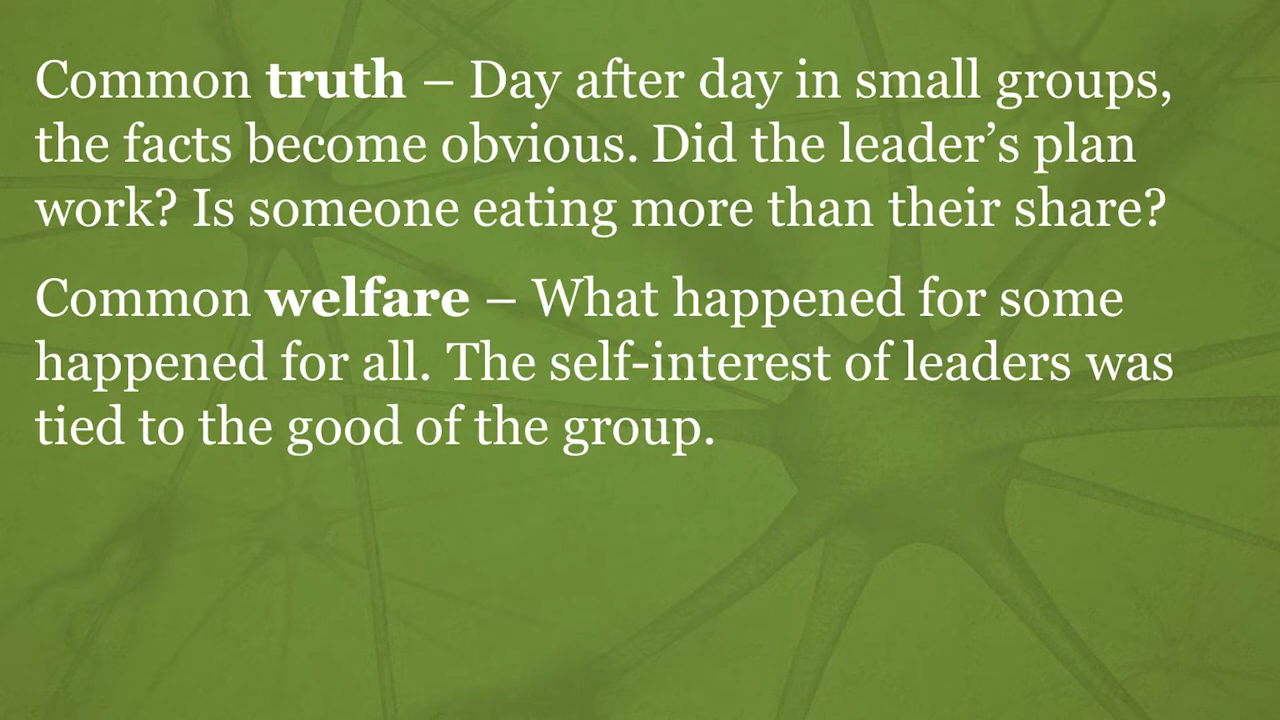 Common truth – Day after day in small groups,
the facts become obvious. Did the leader’s plan
work? Is someone eating more than their share?
Common welfare – What happened for some
happened for all. The self-interest of leaders was
tied to the good of the group.